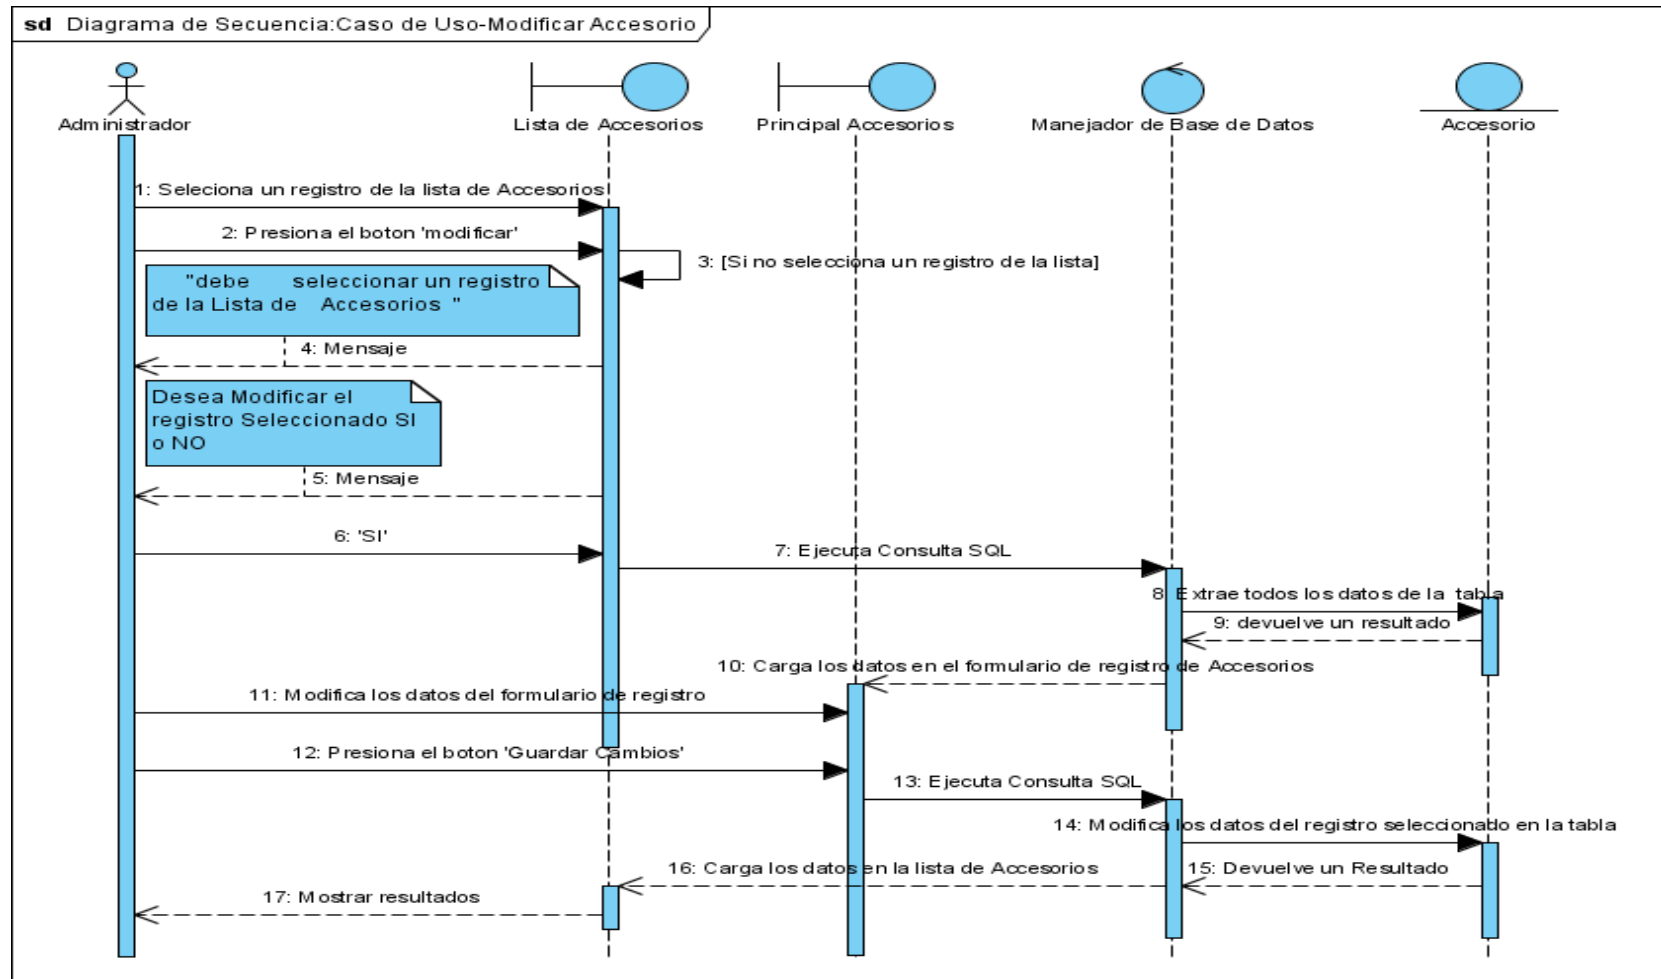 sd Diagrama de Secuencia:Caso de Uso-Modificar Accesorio
Administrador
Lista de Accesorios
Principal Accesorios
Manejador de Base de Datos
Accesorio
1: Seleciona un registro de la lista de Accesorios
2: Presiona el boton 'modificar'
3: [Si no selecciona un registro de la lista]
"debe seleccionar un registro
de la Lista de Accesorios "
4: Mensaje
Desea Modificar el
registro Seleccionado SI
o NO
5: Mensaje
6: 'SI'
7: Ejecuta Consulta SQL
8: Extrae todos los datos de la tabla
9: devuelve un resultado
10: Carga los datos en el formulario de registro de Accesorios
11: Modifica los datos del formulario de registro
12: Presiona el boton 'Guardar Cambios'
13: Ejecuta Consulta SQL
14: Modifica los datos del registro seleccionado en la tabla
15: Devuelve un Resultado
16: Carga los datos en la lista de Accesorios
17: Mostrar resultados